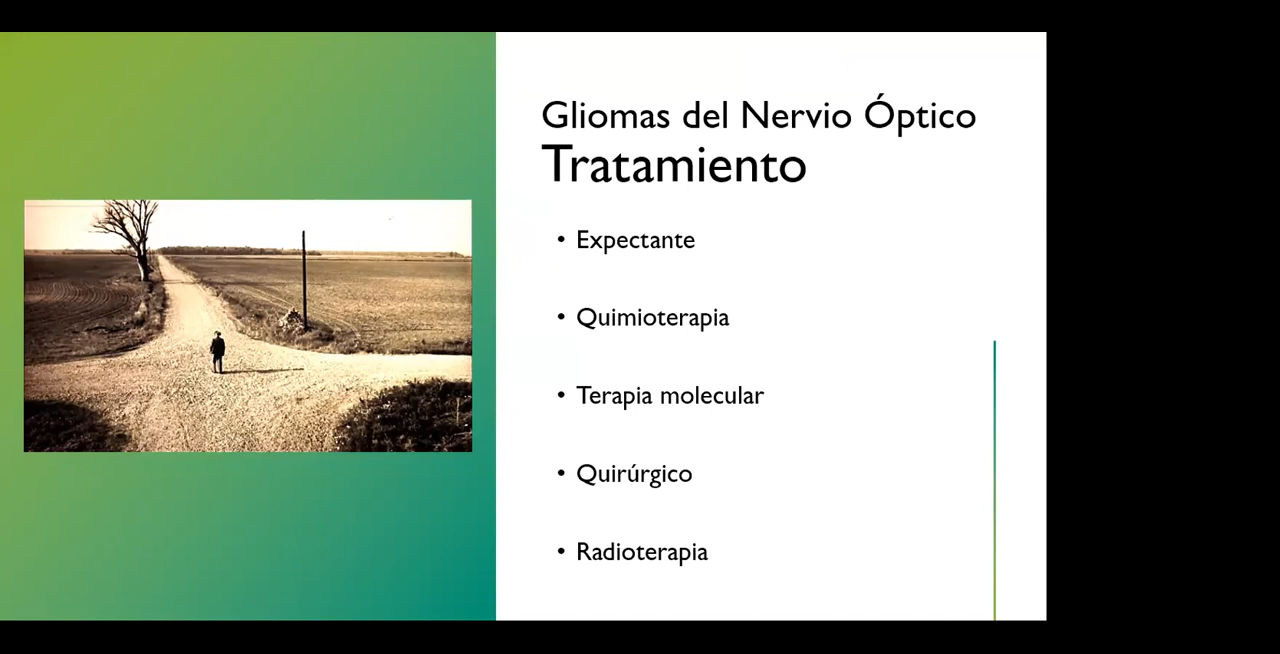 Gliomas del Nervio Óptico
Tratamiento
• Expectante
• Quimioterapia
• Terapia molecular
• Quirúrgico
• Radioterapia